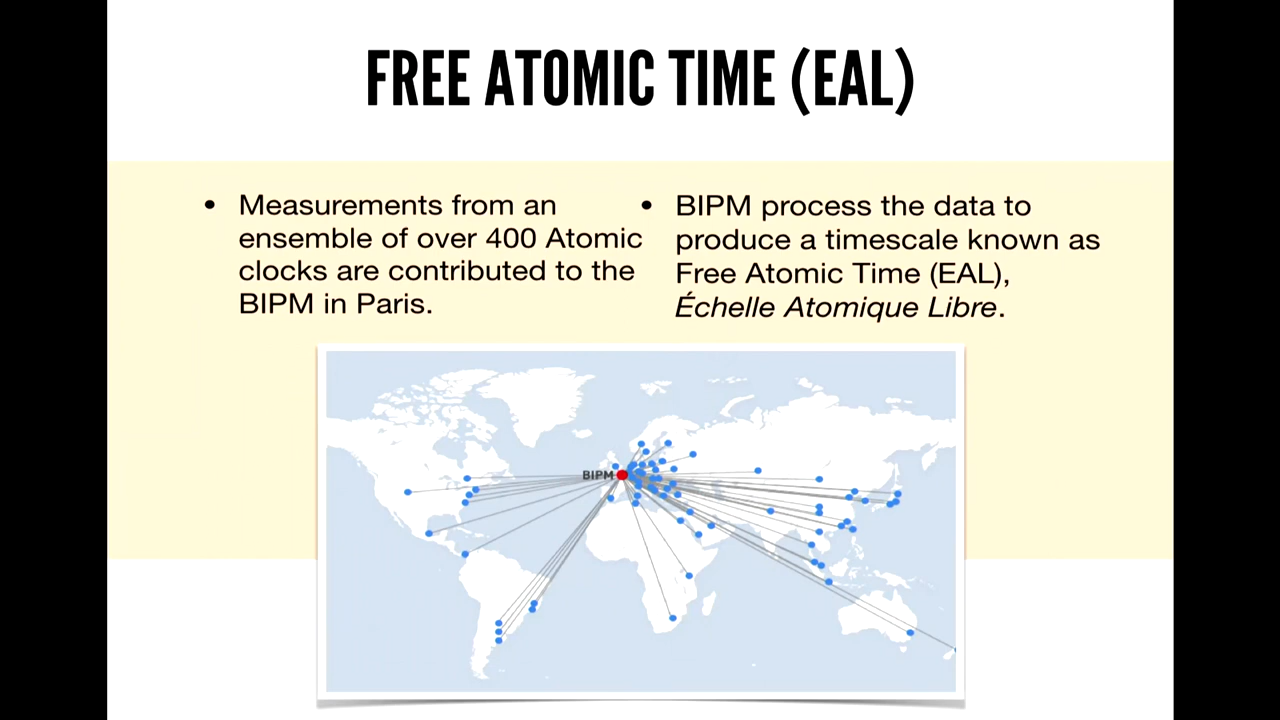 FREE ATOMIC TIME (EAL)
• Measurements from an
ensemble of over 400 Atomic
clocks are contributed to the
BIPM in Paris.
• BIPM process the data to
produce a timescale known as
Free Atomic Time (EAL),
Échelle Atomique Libre.
BIPM